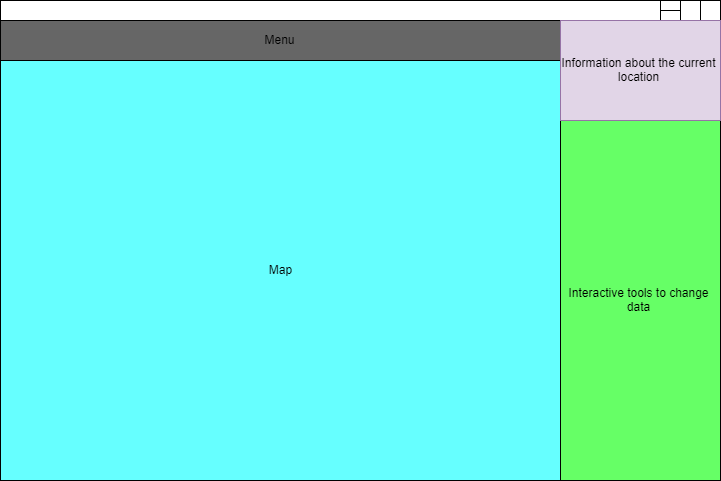 Menu
Information about the current
location
Map
Interactive tools to change
data